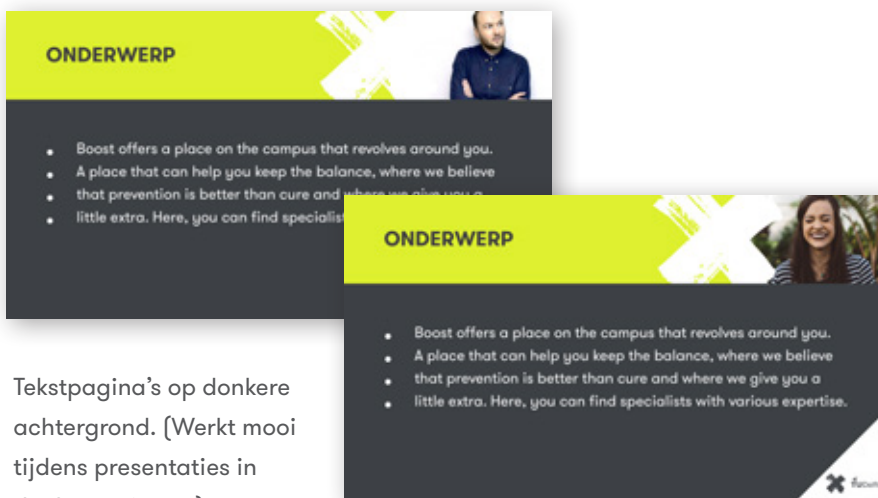 ONDERWERP
Boost offers a place on the campus that revolves around you.
A place that can help you keep the balance, where we believe
that prevention is better than cure and where we give you a
little extra. Here, you can find specialist
ONDERWERP
Boost offers a place on the campus that revolves around you.
A place that can help you keep the balance, where we believe
that prevention is better than cure and where we give you a
little extra. Here, you can find specialists with various expertise.
Tekstpagina’s op donkere
achtergrond. (Werkt mooi
tijdens presentaties in